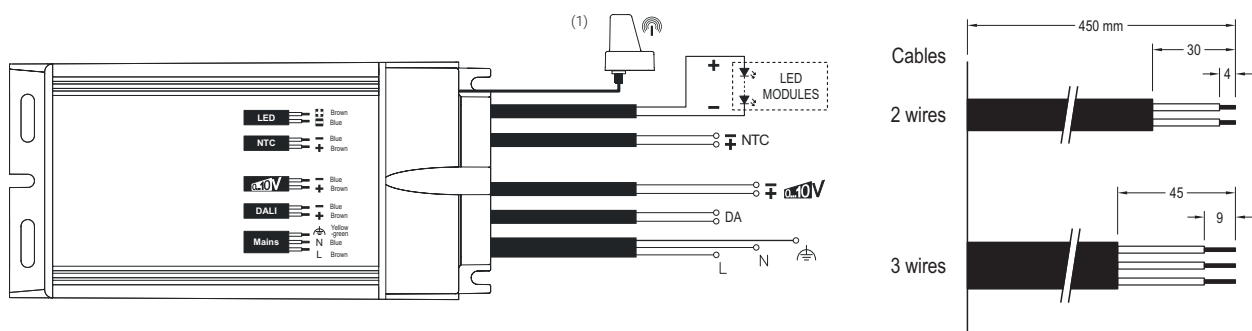 (1)
LED
+ Brown
- Blue
NTC
- Blue
+ Brown
0...10V
- Blue
+ Brown
DALI
- Blue
+ Brown
Mains
Yellow
-green
N Blue
L Brown
+
-
LED
MODULES
- + NTC
- + 0...10V
DA
L
N
Cables
450 mm
30
4
2 wires
45
9
3 wires